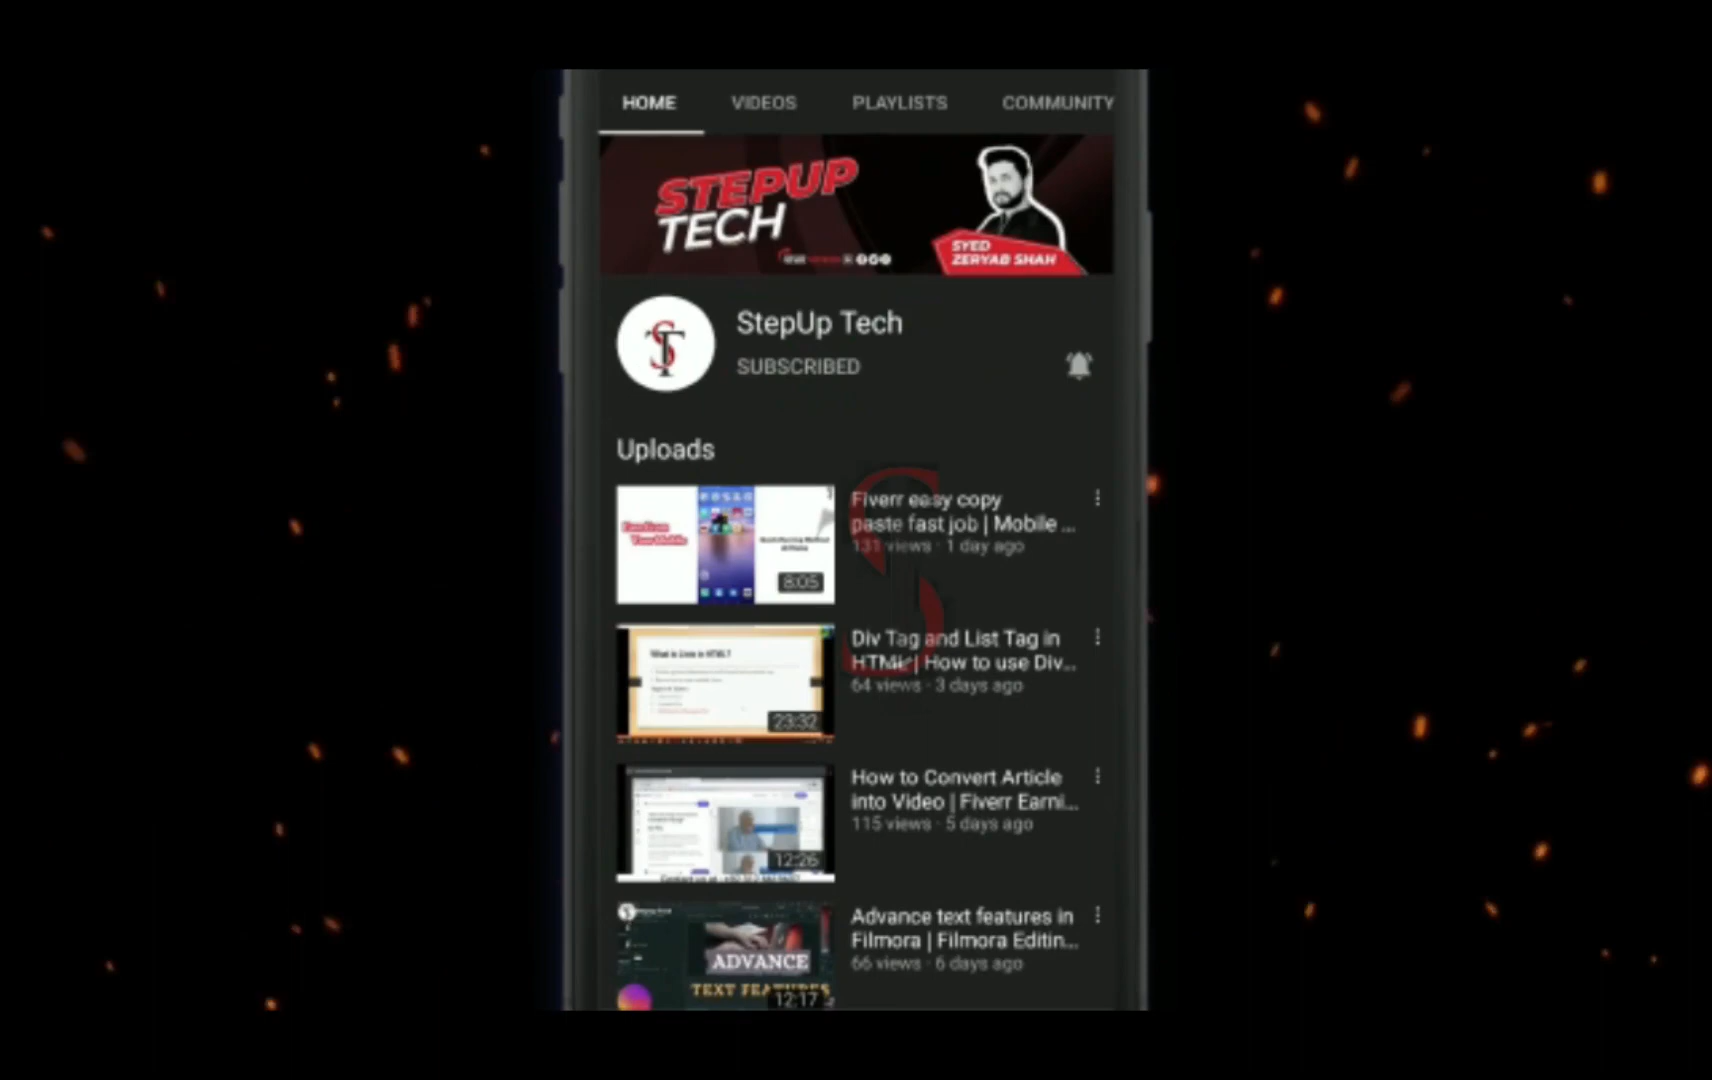 HOME VIDEOS PLAYLISTS COMMUNITY
STEPUP
TECH
SYED
ZERYAB SHAH
StepUp Tech
SUBSCRIBED
Uploads
Fiverr easy copy
paste fast job | Mobile ...
131 views · 1 day ago
8:05
Div Tag and List Tag in
HTML | How to use Div...
64 views · 3 days ago
23:32
How to Convert Article
into Video | Fiverr Earni...
115 views · 5 days ago
12:26
Advance text features in
Filmora | Filmora Editin...
66 views · 6 days ago
ADVANCE
TEXT FEATURES
12:17